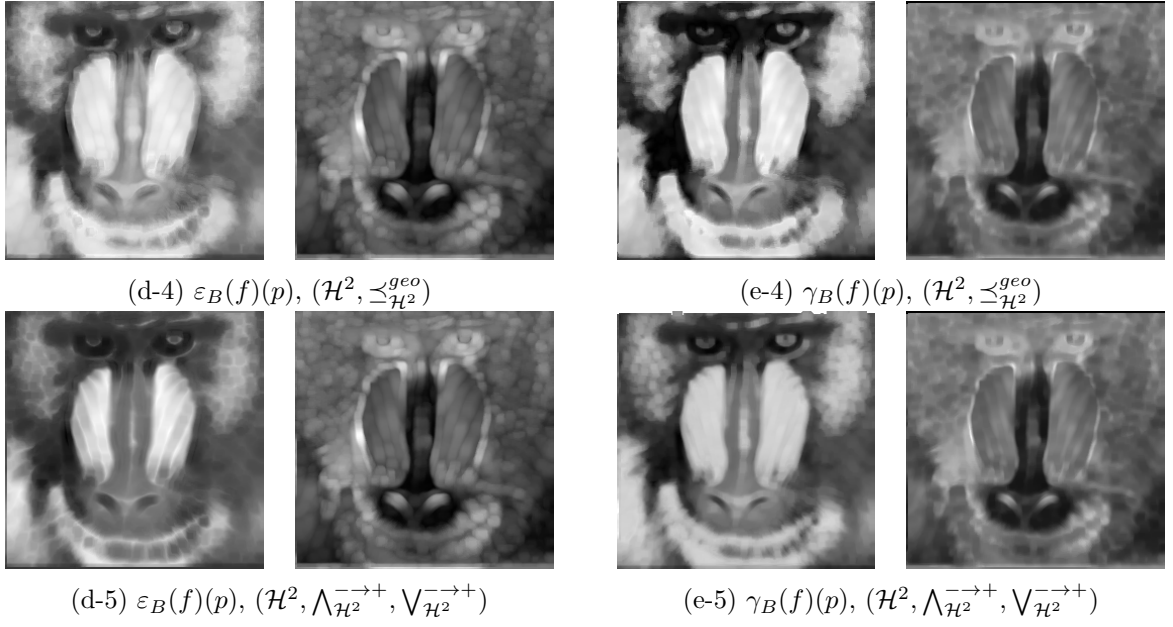 (d-4) ε_B(f)(p), (ℋ², ⪯^{geo}_{ℋ²})
(e-4) γ_B(f)(p), (ℋ², ⪯^{geo}_{ℋ²})
(d-5) ε_B(f)(p), (ℋ², ⋀^{−→+}_{ℋ²}, ⋁^{−→+}_{ℋ²})
(e-5) γ_B(f)(p), (ℋ², ⋀^{−→+}_{ℋ²}, ⋁^{−→+}_{ℋ²})